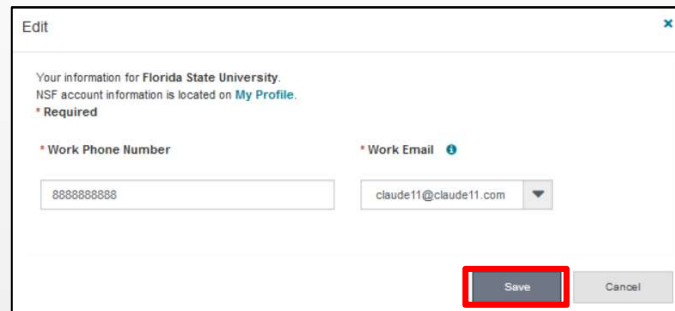 Edit
×
Your information for Florida State University.
NSF account information is located on My Profile.
* Required
* Work Phone Number
* Work Email
8888888888
claude11@claude11.com
Save
Cancel